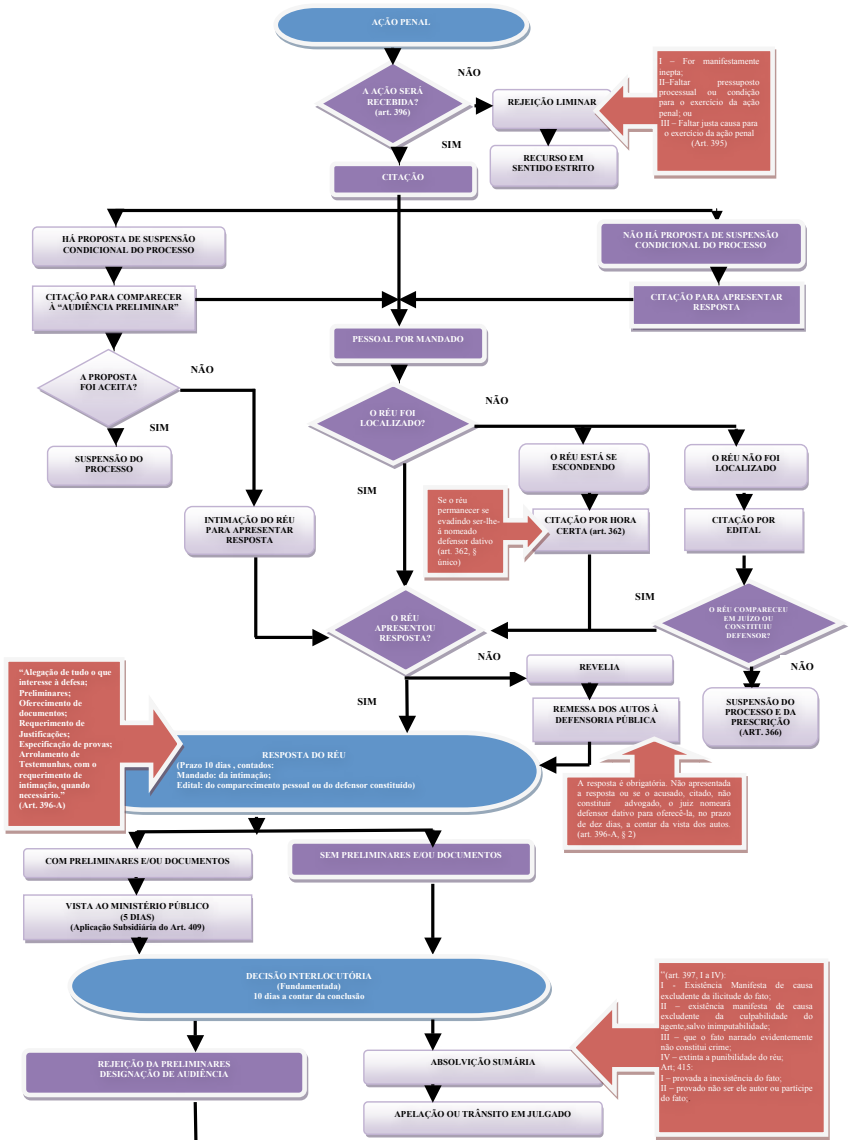 AÇÃO PENAL
NÃO
A AÇÃO SERÁ
RECEBIDA?
(art. 396)
REJEIÇÃO LIMINAR
I – For manifestamente
inepta;
II–Faltar pressuposto
processual ou condição
para o exercício da ação
penal; ou
III – Faltar justa causa para
o exercício da ação penal
(Art. 395)
SIM
RECURSO EM
SENTIDO ESTRITO
CITAÇÃO
HÁ PROPOSTA DE SUSPENSÃO
CONDICIONAL DO PROCESSO
NÃO HÁ PROPOSTA DE SUSPENSÃO
CONDICIONAL DO PROCESSO
CITAÇÃO PARA COMPARECER
À “AUDIÊNCIA PRELIMINAR”
CITAÇÃO PARA APRESENTAR
RESPOSTA
PESSOAL POR MANDADO
A PROPOSTA
FOI ACEITA?
NÃO
SIM
SUSPENSÃO DO
PROCESSO
O RÉU FOI
LOCALIZADO?
NÃO
SIM
O RÉU ESTÁ SE
ESCONDENDO
O RÉU NÃO FOI
LOCALIZADO
INTIMAÇÃO DO RÉU
PARA APRESENTAR
RESPOSTA
Se o réu
permanecer se
evadindo ser-lhe-
á nomeado
defensor dativo
(art. 362, §
único)
CITAÇÃO POR HORA
CERTA (art. 362)
CITAÇÃO POR
EDITAL
O RÉU
APRESENTOU
RESPOSTA?
SIM
O RÉU COMPARECEU
EM JUÍZO OU
CONSTITUIU
DEFENSOR?
NÃO
REVELIA
NÃO
SIM
REMESSA DOS AUTOS À
DEFENSORIA PÚBLICA
SUSPENSÃO DO
PROCESSO E DA
PRESCRIÇÃO
(ART. 366)
“Alegação de tudo o que
interesse à defesa;
Preliminares;
Oferecimento de
documentos;
Requerimento de
Justificações;
Especificação de provas;
Arrolamento de
Testemunhas, com o
requerimento de
intimação, quando
necessário.”
(Art. 396-A)
RESPOSTA DO RÉU
(Prazo 10 dias , contados:
Mandado: da intimação;
Edital: do comparecimento pessoal ou do defensor constituído)
A resposta é obrigatória. Não apresentada
a resposta ou se o acusado, citado, não
constituir advogado, o juiz nomeará
defensor dativo para oferecê-la, no prazo
de dez dias, a contar da vista dos autos.
(art. 396-A, § 2)
COM PRELIMINARES E/OU DOCUMENTOS
SEM PRELIMINARES E/OU DOCUMENTOS
VISTA AO MINISTÉRIO PÚBLICO
(5 DIAS)
(Aplicação Subsidiária do Art. 409)
DECISÃO INTERLOCUTÓRIA
(Fundamentada)
10 dias a contar da conclusão
“(art. 397, I a IV):
I - Existência Manifesta de causa
excludente da ilicitude do fato;
II – existência manifesta de causa
excludente da culpabilidade do
agente,salvo inimputabilidade;
III – que o fato narrado evidentemente
não constitui crime;
IV – extinta a punibilidade do réu;
Art; 415:
I – provada a inexistência do fato;
II – provado não ser ele autor ou partícipe
do fato;
REJEIÇÃO DA PRELIMINARES
DESIGNAÇÃO DE AUDIÊNCIA
ABSOLVIÇÃO SUMÁRIA
APELAÇÃO OU TRÂNSITO EM JULGADO